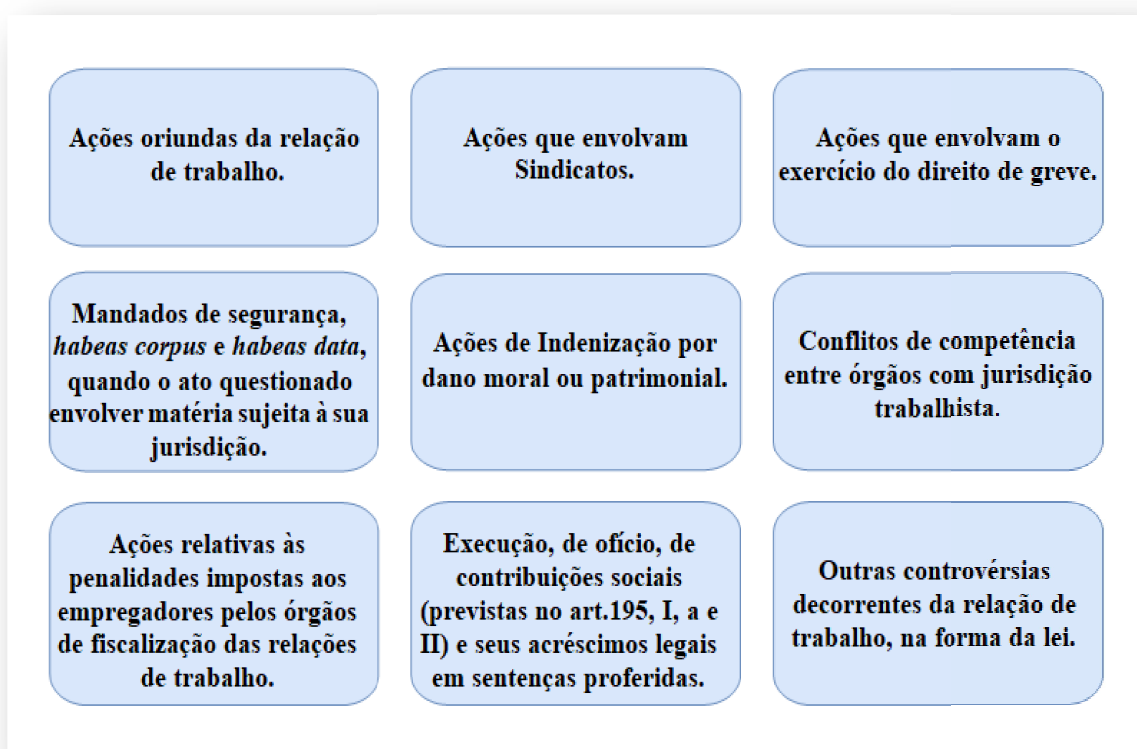 Ações oriundas da relação
de trabalho.
Ações que envolvam
Sindicatos.
Ações que envolvam o
exercício do direito de greve.
Mandados de segurança,
habeas corpus e habeas data,
quando o ato questionado
envolver matéria sujeita à sua
jurisdição.
Ações de Indenização por
dano moral ou patrimonial.
Conflitos de competência
entre órgãos com jurisdição
trabalhista.
Ações relativas às
penalidades impostas aos
empregadores pelos órgãos
de fiscalização das relações
de trabalho.
Execução, de ofício, de
contribuições sociais
(previstas no art.195, I, a e
II) e seus acréscimos legais
em sentenças proferidas.
Outras controvérsias
decorrentes da relação de
trabalho, na forma da lei.